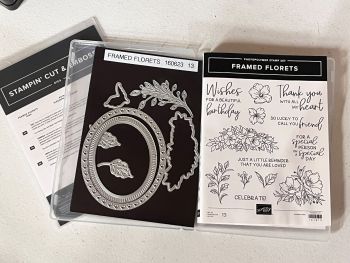 STAMPIN' CUT & EMBOSS
FRAMED FLORETS 160623 13
PHOTOPOLYMER STAMP SET
FRAMED FLORETS
Wishes
FOR A BEAUTIFUL
birthday
Thank you
WITH ALL
MY heart
SO LUCKY TO
CALL YOU friend
FOR A
special
PERSON
ON A special
DAY
JUST A LITTLE REMINDER
THAT YOU ARE LOVED
CELEBRATE!
13